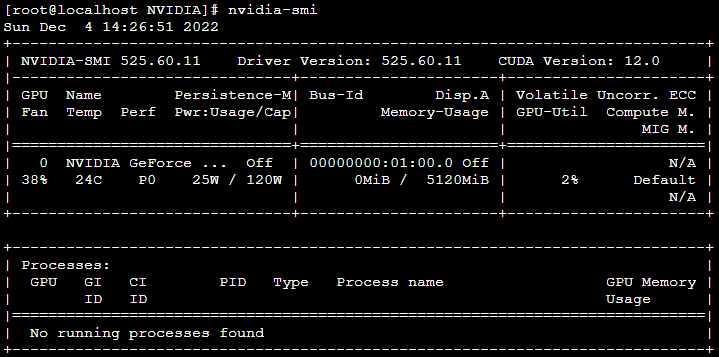 [root@localhost NVIDIA]# nvidia-smi
Sun Dec  4 14:26:51 2022
+-----------------------------------------------------------------------------+
| NVIDIA-SMI 525.60.11    Driver Version: 525.60.11    CUDA Version: 12.0     |
|-------------------------------+----------------------+----------------------+
| GPU  Name        Persistence-M| Bus-Id        Disp.A | Volatile Uncorr. ECC |
| Fan  Temp  Perf  Pwr:Usage/Cap|         Memory-Usage | GPU-Util  Compute M. |
|                               |                      |               MIG M. |
|===============================+======================+======================|
|   0  NVIDIA GeForce ...  Off  | 00000000:01:00.0 Off |                  N/A |
| 38%   24C    P0    25W / 120W |      0MiB /  5120MiB |      2%      Default |
|                               |                      |                  N/A |
+-------------------------------+----------------------+----------------------+

+-----------------------------------------------------------------------------+
| Processes:                                                                  |
|  GPU   GI   CI        PID   Type   Process name                  GPU Memory |
|        ID   ID                                                   Usage      |
|=============================================================================|
|  No running processes found                                                 |
+-----------------------------------------------------------------------------+